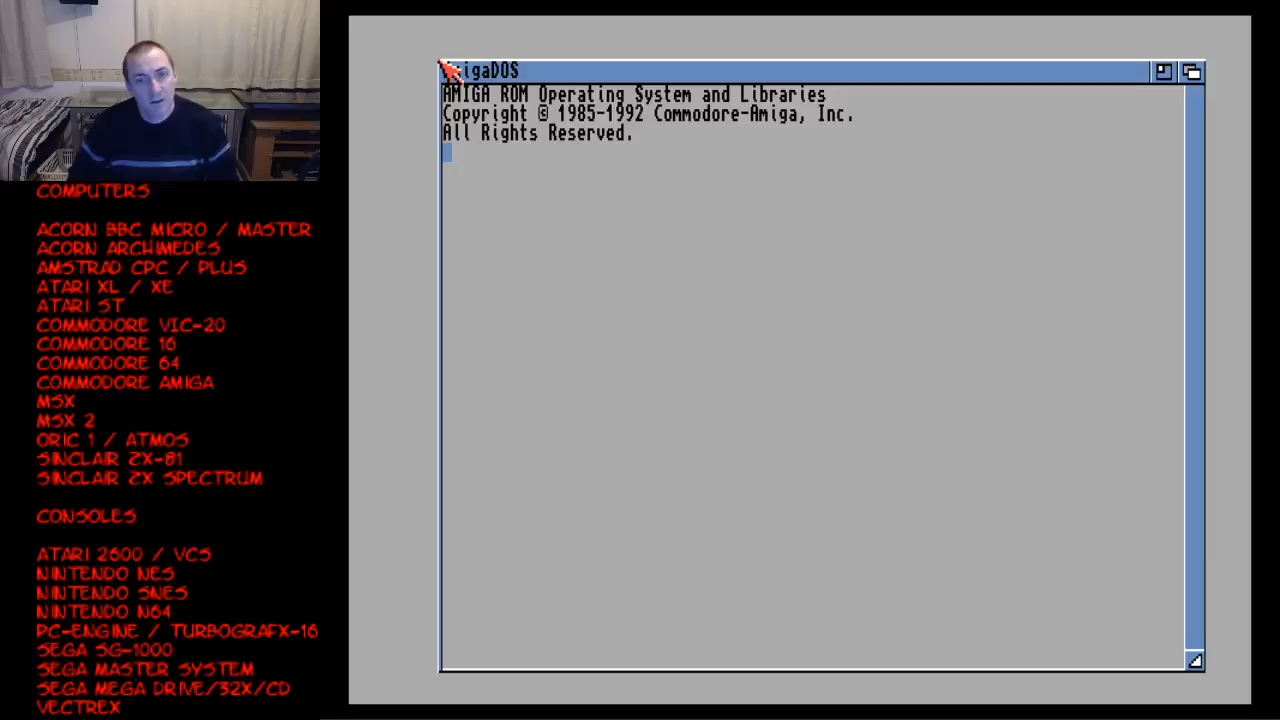 COMPUTERS
ACORN BBC MICRO / MASTER
ACORN ARCHIMEDES
AMSTRAD CPC / PLUS
ATARI XL / XE
ATARI ST
COMMODORE VIC-20
COMMODORE 16
COMMODORE 64
COMMODORE AMIGA
MSX
MSX 2
ORIC 1 / ATMOS
SINCLAIR ZX-81
SINCLAIR ZX SPECTRUM
CONSOLES
ATARI 2600 / VCS
NINTENDO NES
NINTENDO SNES
NINTENDO N64
PC-ENGINE / TURBOGRAFX-16
SEGA SG-1000
SEGA MASTER SYSTEM
SEGA MEGA DRIVE/32X/CD
VECTREX
AmigaDOS
AMIGA ROM Operating System and Libraries
Copyright © 1985-1992 Commodore-Amiga, Inc.
All Rights Reserved.